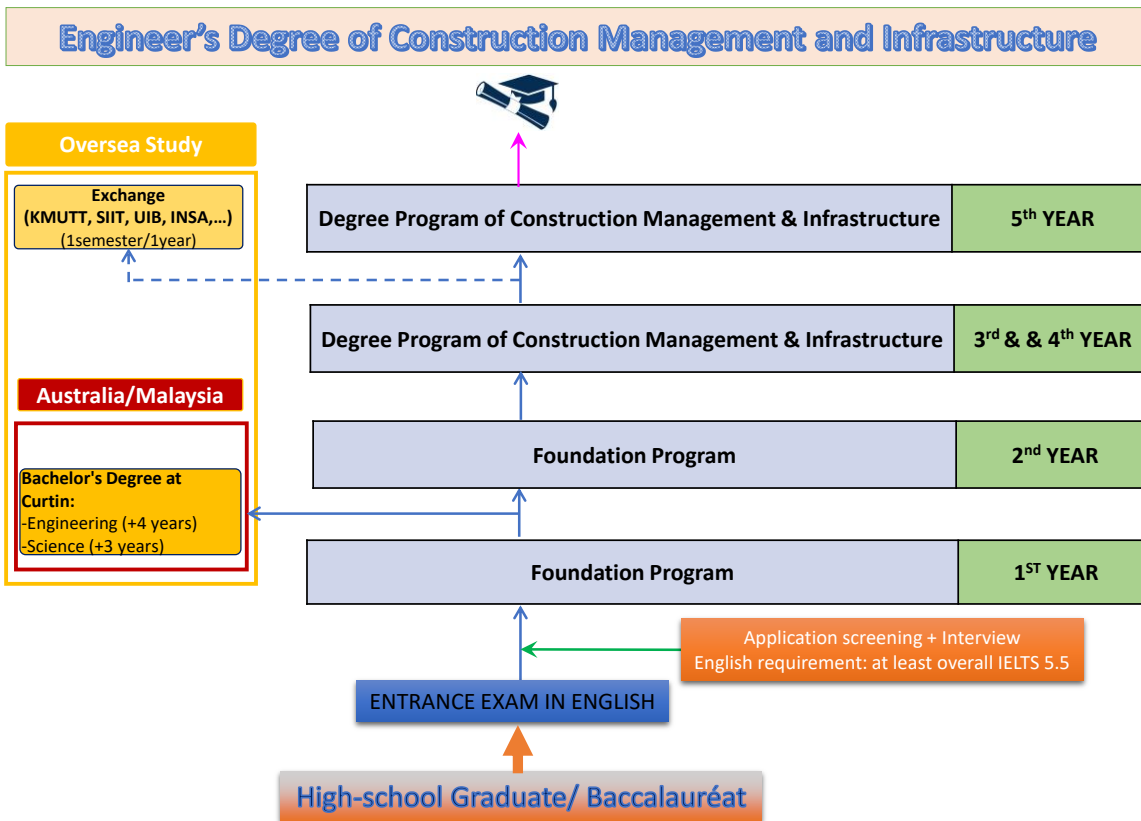 Engineer's Degree of Construction Management and Infrastructure
Oversea Study
Exchange
(KMUTT, SIIT, UIB, INSA,...)
(1semester/1year)
Degree Program of Construction Management & Infrastructure
5th YEAR
Degree Program of Construction Management & Infrastructure
3rd & & 4th YEAR
Australia/Malaysia
Foundation Program
2nd YEAR
Bachelor's Degree at
Curtin:
-Engineering (+4 years)
-Science (+3 years)
Foundation Program
1ST YEAR
Application screening + Interview
English requirement: at least overall IELTS 5.5
ENTRANCE EXAM IN ENGLISH
High-school Graduate/ Baccalauréat